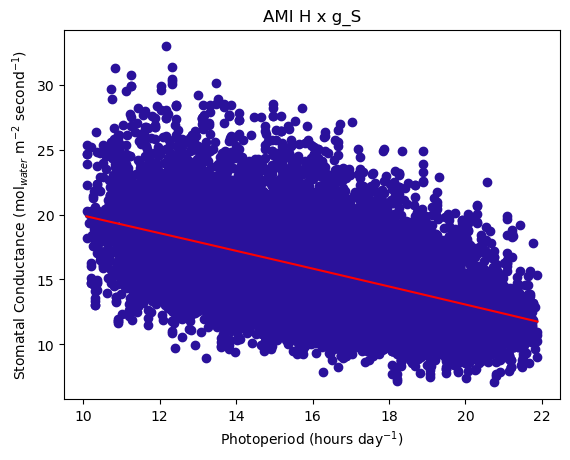 AMI H x g_S
Stomatal Conductance (mol_water m⁻² second⁻¹)
30
25
20
15
10
10 12 14 16 18 20 22
Photoperiod (hours day⁻¹)